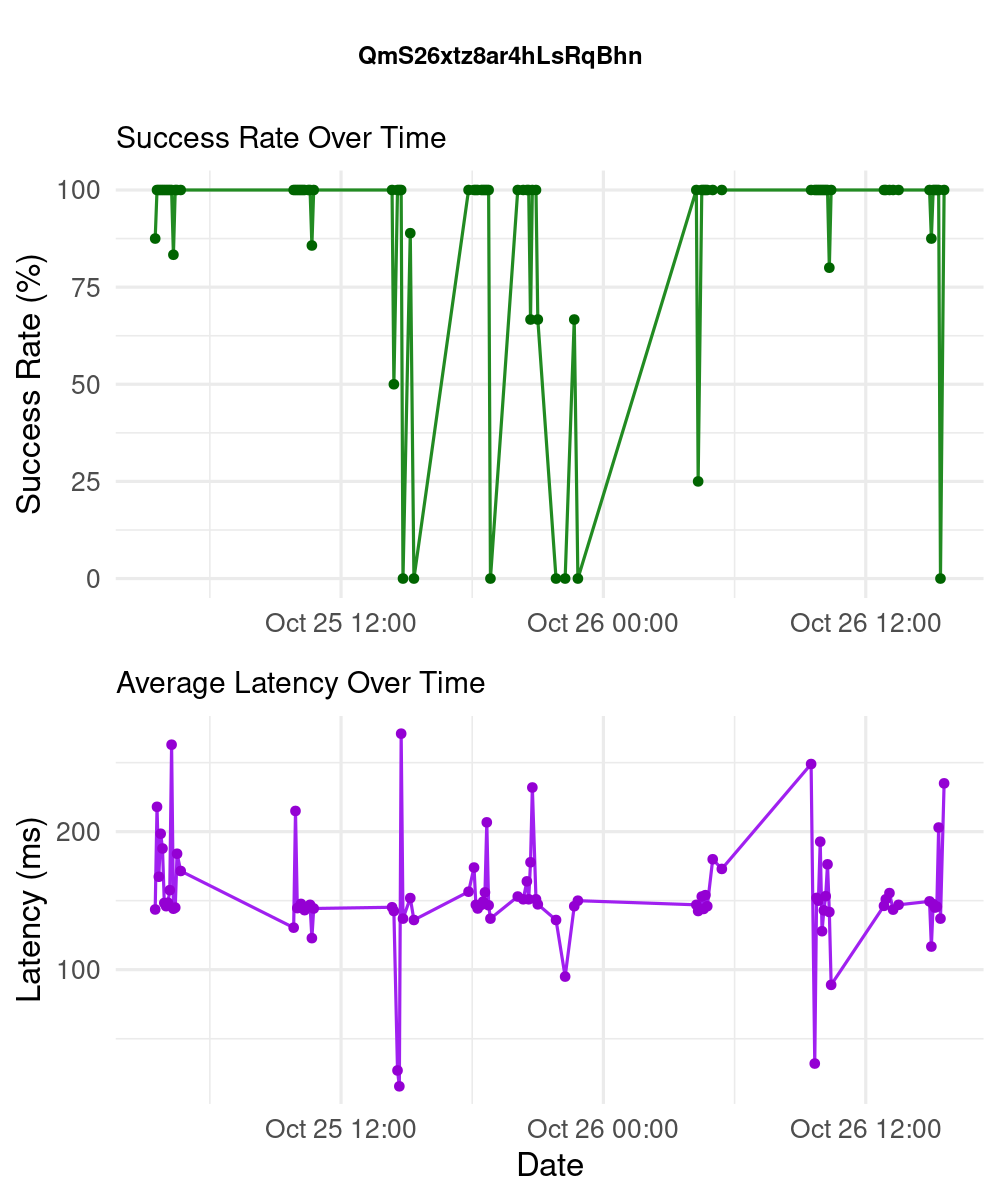 QmS26xtz8ar4hLsRqBhn
Success Rate Over Time
Success Rate (%)
100
75
50
25
0
Oct 25 12:00 Oct 26 00:00 Oct 26 12:00
Average Latency Over Time
Latency (ms)
200
100
Oct 25 12:00 Oct 26 00:00 Oct 26 12:00
Date